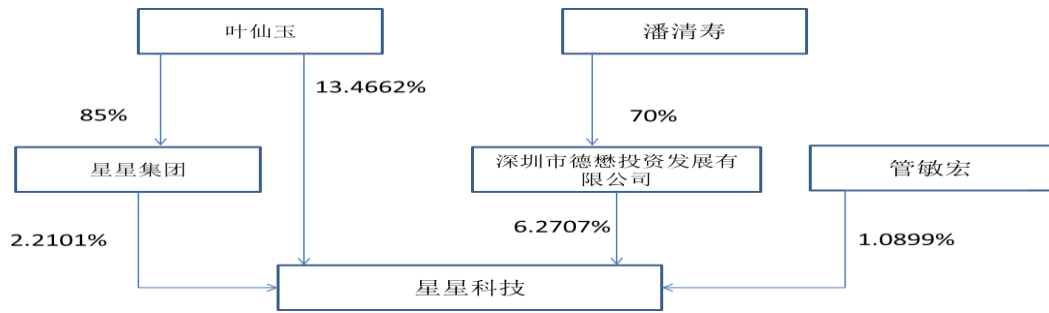 叶仙玉
潘清寿
13.4662%
85%
70%
星星集团
深圳市德懋投资发展有
限公司
管敏宏
2.2101%
6.2707%
1.0899%
星星科技